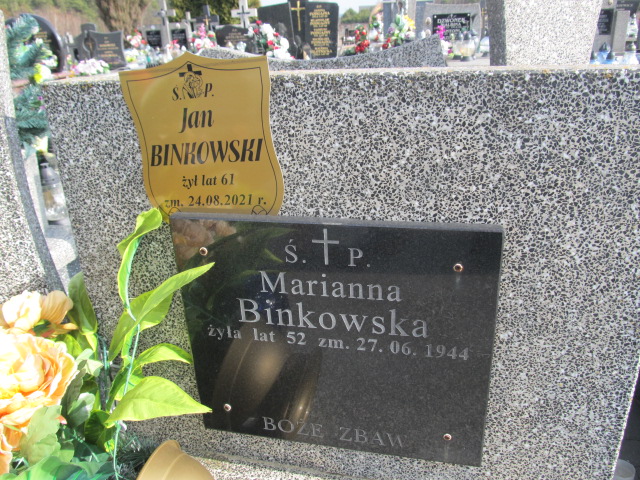 Ś. P.
Jan
BINKOWSKI
żył lat 61
zm. 24.08.2021 r.
Ś. P.
Marianna
Binkowska
żyła lat 52 zm. 27.06.1944
BOŻE ZBAW